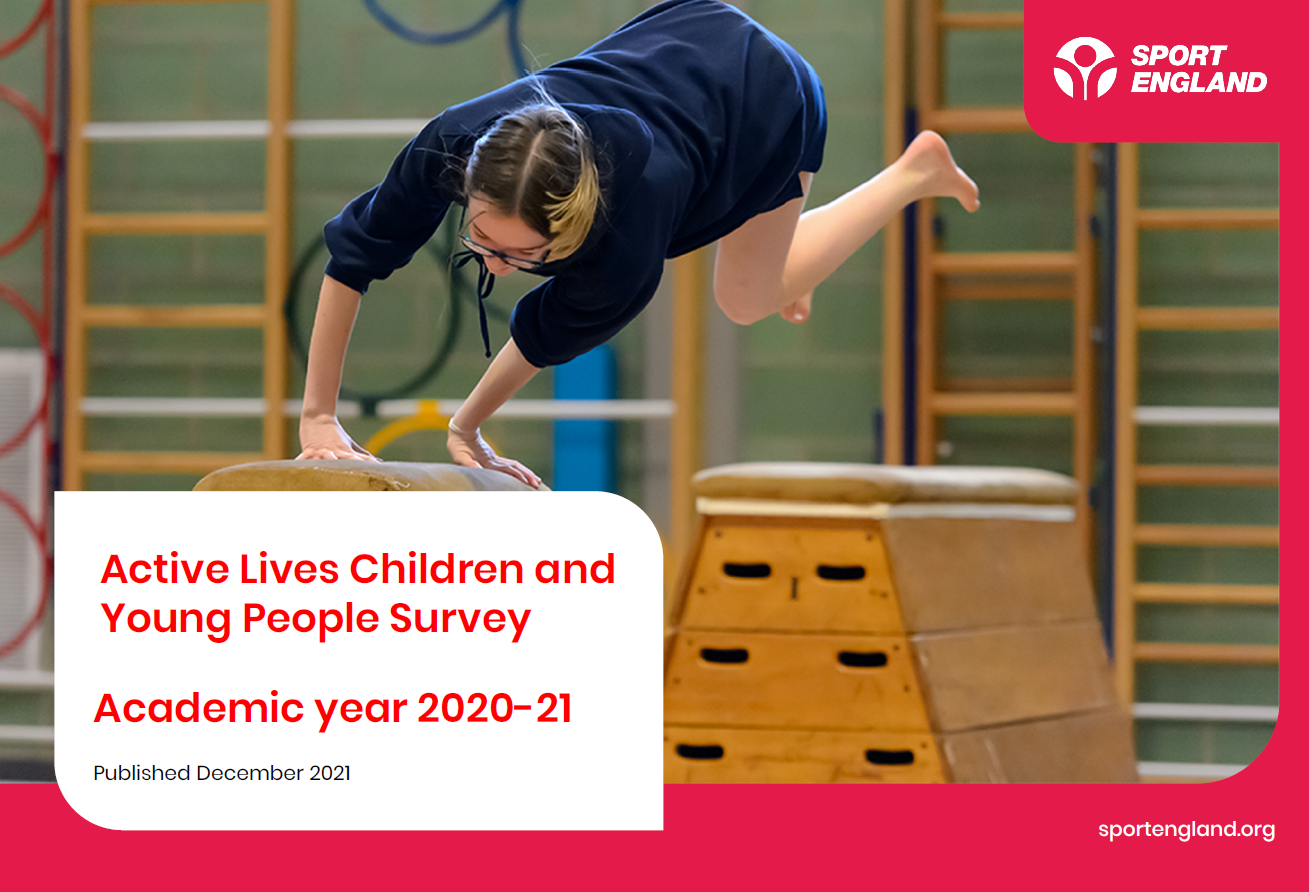 SPORT
ENGLAND
Active Lives Children and
Young People Survey
Academic year 2020-21
Published December 2021
sportengland.org